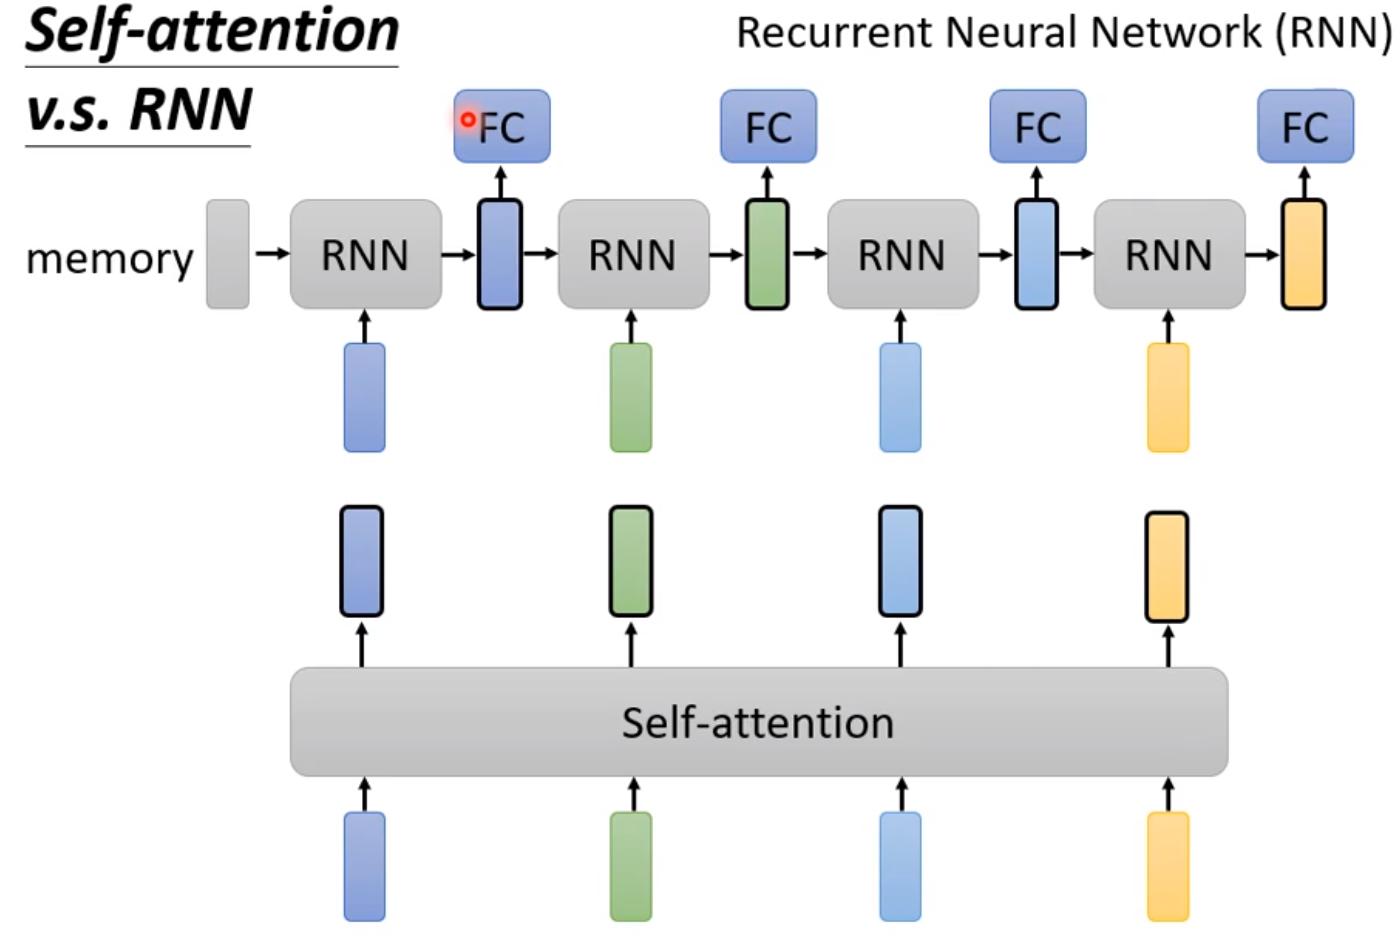 Self-attention
v.s. RNN
Recurrent Neural Network (RNN)
FC
FC
FC
FC
memory
RNN
RNN
RNN
RNN
Self-attention